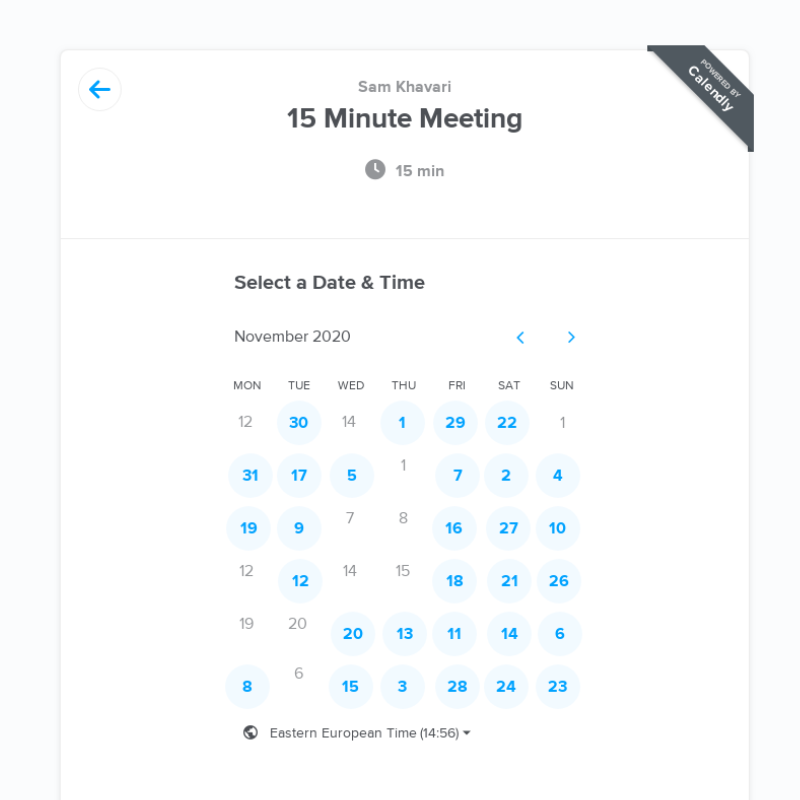 POWERED BY
Calendly
Sam Khavari
15 Minute Meeting
15 min
Select a Date & Time
November 2020
MON TUE WED THU FRI SAT SUN
12 30 14 1 29 22 1
31 17 5 1 7 2 4
19 9 7 8 16 27 10
12 12 14 15 18 21 26
19 20 20 13 11 14 6
8 6 15 3 28 24 23
Eastern European Time (14:56)